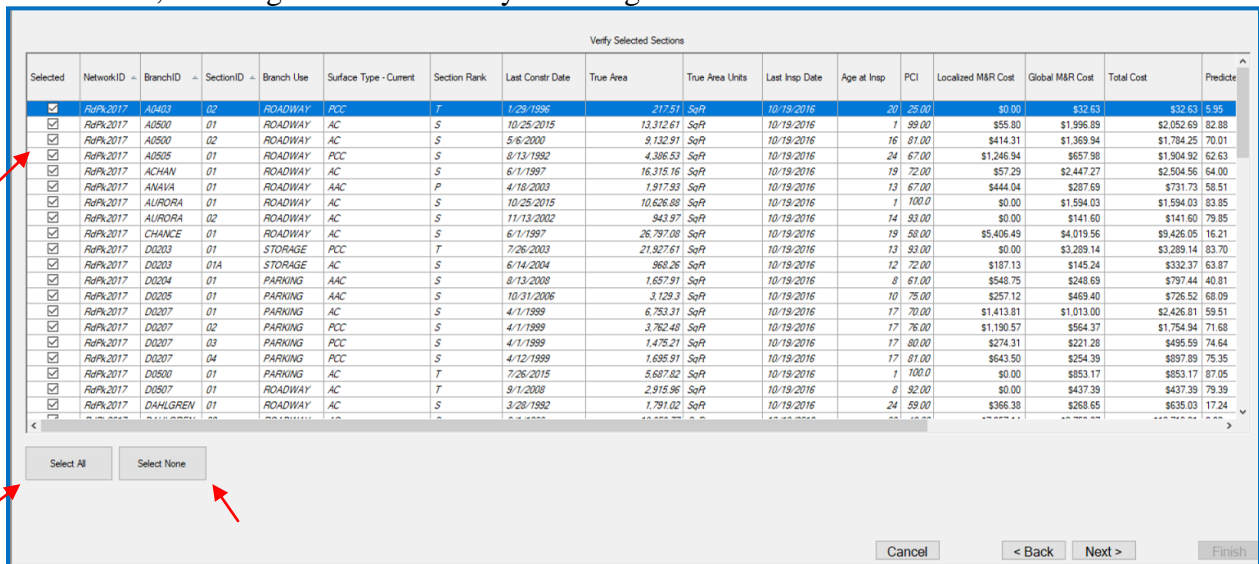 Verify Selected Sections
Selected NetworkID BranchID SectionID Branch Use Surface Type - Current Section Rank Last Constr Date True Area True Area Units Last Insp Date Age at Insp PCI Localized M&R Cost Global M&R Cost Total Cost Predicte
RdPk2017 A0403 02 ROADWAY PCC T 1/29/1996 217.51 SqFt 10/19/2016 20 25.00 $0.00 $32.63 $32.63 5.95
RdPk2017 A0500 01 ROADWAY AC S 10/25/2015 13,312.61 SqFt 10/19/2016 1 99.00 $55.80 $1,996.89 $2,052.69 82.88
RdPk2017 A0500 02 ROADWAY AC S 5/6/2000 9,132.91 SqFt 10/19/2016 16 81.00 $414.31 $1,369.94 $1,784.25 70.01
RdPk2017 A0505 01 ROADWAY PCC S 8/13/1992 4,386.53 SqFt 10/19/2016 24 67.00 $1,246.94 $657.98 $1,904.92 62.63
RdPk2017 ACHAN 01 ROADWAY AC S 6/1/1997 16,315.16 SqFt 10/19/2016 19 72.00 $57.29 $2,447.27 $2,504.56 64.00
RdPk2017 ANAVA 01 ROADWAY AAC P 4/18/2003 1,917.93 SqFt 10/19/2016 13 67.00 $444.04 $287.69 $731.73 58.51
RdPk2017 AURORA 01 ROADWAY AC S 10/25/2015 10,626.88 SqFt 10/19/2016 1 100.0 $0.00 $1,594.03 $1,594.03 83.85
RdPk2017 AURORA 02 ROADWAY AC S 11/13/2002 943.97 SqFt 10/19/2016 14 93.00 $0.00 $141.60 $141.60 79.85
RdPk2017 CHANCE 01 ROADWAY AC S 6/1/1997 26,797.08 SqFt 10/19/2016 19 58.00 $5,406.49 $4,019.56 $9,426.05 16.21
RdPk2017 D0203 01 STORAGE PCC T 7/26/2003 21,927.61 SqFt 10/19/2016 13 93.00 $0.00 $3,289.14 $3,289.14 83.70
RdPk2017 D0203 01A STORAGE AC S 6/14/2004 968.26 SqFt 10/19/2016 12 72.00 $187.13 $145.24 $332.37 63.87
RdPk2017 D0204 01 PARKING AAC S 8/13/2008 1,657.91 SqFt 10/19/2016 8 61.00 $548.75 $248.69 $797.44 40.81
RdPk2017 D0205 01 PARKING AAC S 10/31/2006 3,129.3 SqFt 10/19/2016 10 75.00 $257.12 $469.40 $726.52 68.09
RdPk2017 D0207 01 PARKING AC S 4/1/1999 6,753.31 SqFt 10/19/2016 17 70.00 $1,413.81 $1,013.00 $2,426.81 59.51
RdPk2017 D0207 02 PARKING PCC S 4/1/1999 3,762.48 SqFt 10/19/2016 17 76.00 $1,190.57 $564.37 $1,754.94 71.68
RdPk2017 D0207 03 PARKING PCC S 4/1/1999 1,475.21 SqFt 10/19/2016 17 80.00 $274.31 $221.28 $495.59 74.64
RdPk2017 D0207 04 PARKING PCC S 4/12/1999 1,695.91 SqFt 10/19/2016 17 81.00 $643.50 $254.39 $897.89 75.35
RdPk2017 D0500 01 PARKING AC T 7/26/2015 5,687.82 SqFt 10/19/2016 1 100.0 $0.00 $853.17 $853.17 87.05
RdPk2017 D0507 01 ROADWAY AC T 9/1/2008 2,915.96 SqFt 10/19/2016 8 92.00 $0.00 $437.39 $437.39 79.39
RdPk2017 DAHLGREN 01 ROADWAY AC S 3/28/1992 1,791.02 SqFt 10/19/2016 24 59.00 $366.38 $268.65 $635.03 17.24
Select All Select None
Cancel < Back Next > Finish